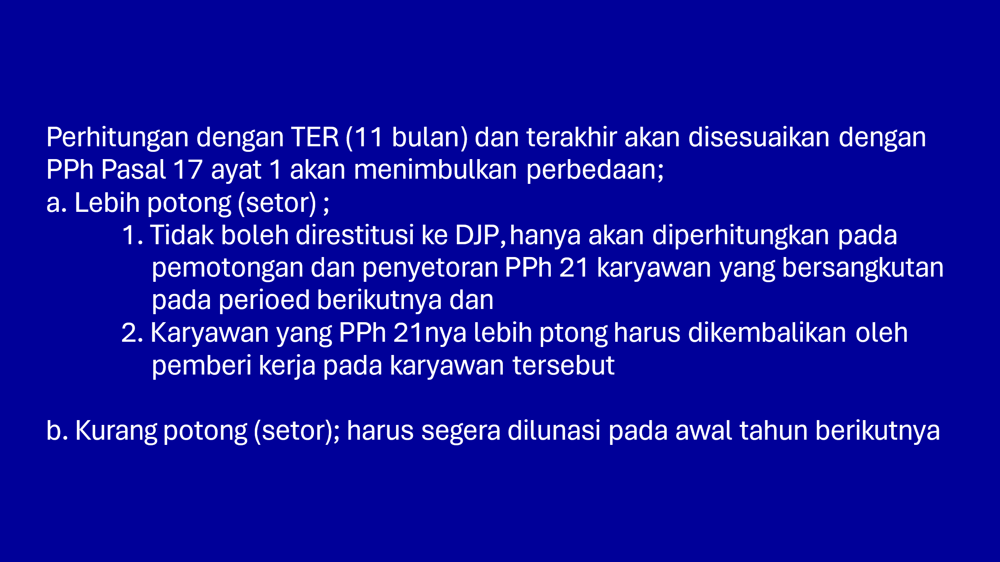 Perhitungan dengan TER (11 bulan) dan terakhir akan disesuaikan dengan
PPh Pasal 17 ayat 1 akan menimbulkan perbedaan;
a. Lebih potong (setor) ;
1. Tidak boleh direstitusi ke DJP, hanya akan diperhitungkan pada
pemotongan dan penyetoran PPh 21 karyawan yang bersangkutan
pada perioed berikutnya dan
2. Karyawan yang PPh 21nya lebih ptong harus dikembalikan oleh
pemberi kerja pada karyawan tersebut
b. Kurang potong (setor); harus segera dilunasi pada awal tahun berikutnya